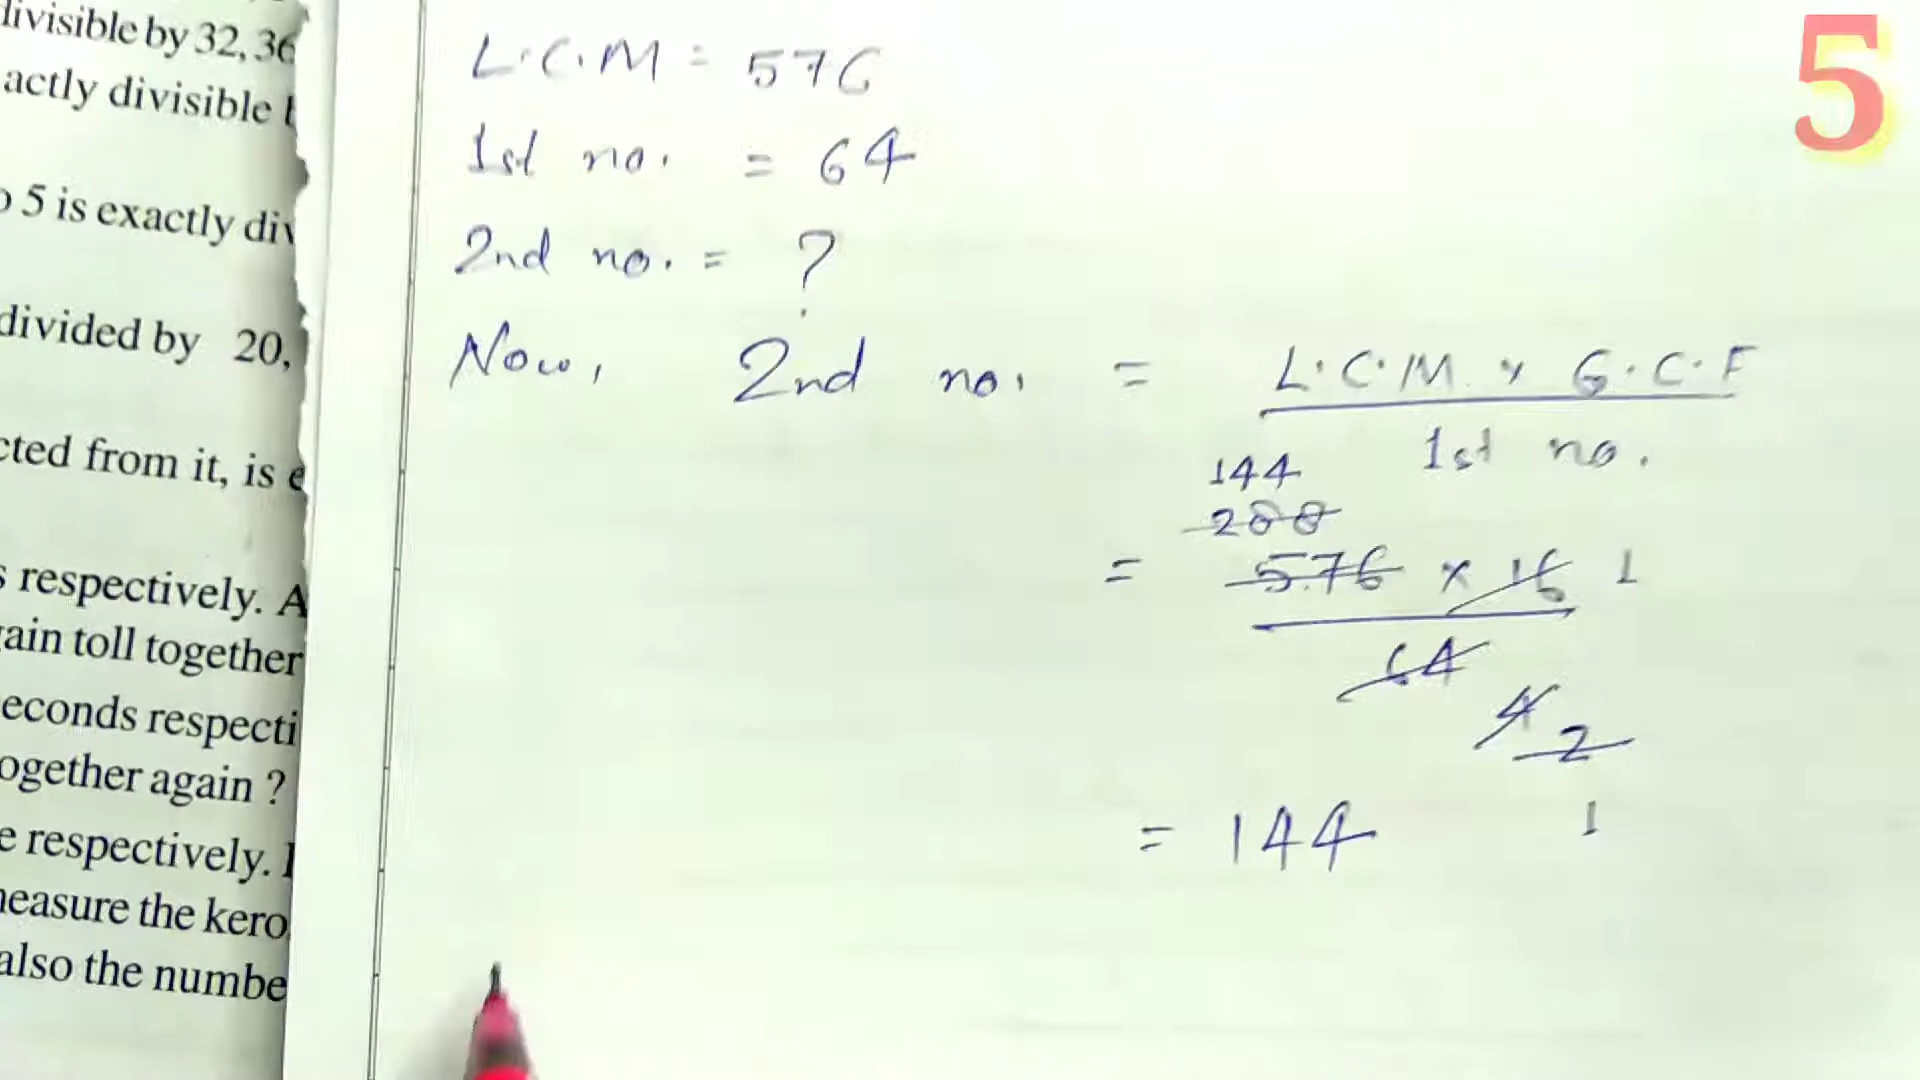 divisible by 32, 36
actly divisible
5 is exactly div
divided by 20,
cted from it, is e
respectively. A
ain toll together
econds respecti
ogether again ?
e respectively.
measure the kero
also the numbe
5
L.C.M = 576
1st no. = 64
2nd no. = ?
Now, 2nd no. = L.C.M × G.C.F
1st no.
144
288
= 576 × 16 1
64
4
2
1
= 144